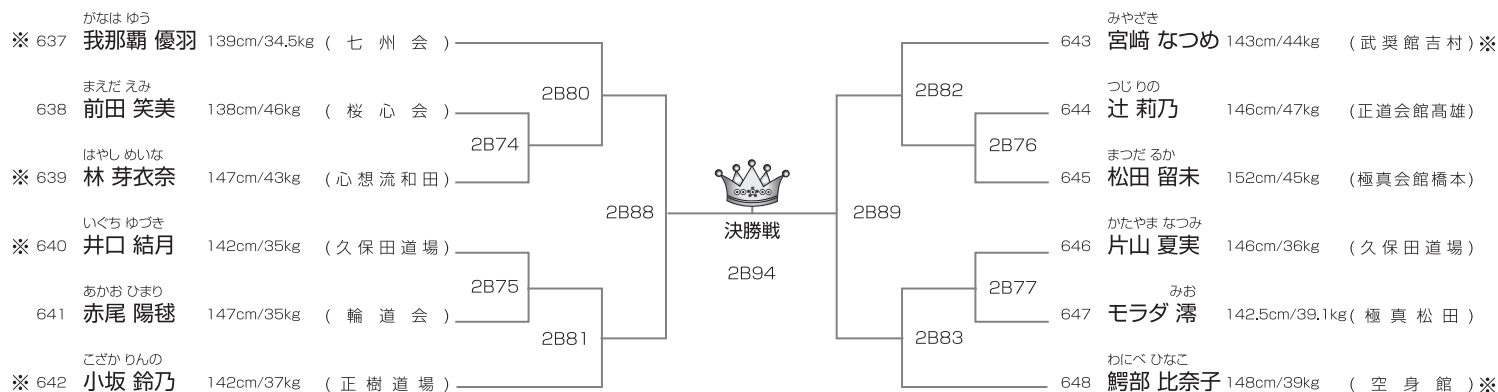 がなは ゆう
※ 637 我那覇 優羽 139cm/34.5kg ( 七 州 会 )
まえだ えみ
638 前田 笑美 138cm/46kg ( 桜 心 会 )
はやし めいな
※ 639 林 芽衣奈 147cm/43kg (心想流和田)
いぐち ゆづき
※ 640 井口 結月 142cm/35kg (久保田道場)
あかお ひまり
641 赤尾 陽毬 147cm/35kg ( 輪 道 会 )
こざか りんの
※ 642 小坂 鈴乃 142cm/37kg ( 正 樹 道 場 )
2B80
2B74
2B88
2B75
2B81
決勝戦
2B94
2B82
2B76
2B89
2B77
2B83
みやざき
643 宮﨑 なつめ 143cm/44kg (武奨館吉村)※
つじ りの
644 辻 莉乃 146cm/47kg (正道会館髙雄)
まつだ るか
645 松田 留未 152cm/45kg (極真会館橋本)
かたやま なつみ
646 片山 夏実 146cm/36kg (久保田道場)
みお
647 モラダ 澪 142.5cm/39.1kg( 極 真 松 田 )
わにべ ひなこ
648 鰐部 比奈子 148cm/39kg ( 空 身 館 )※